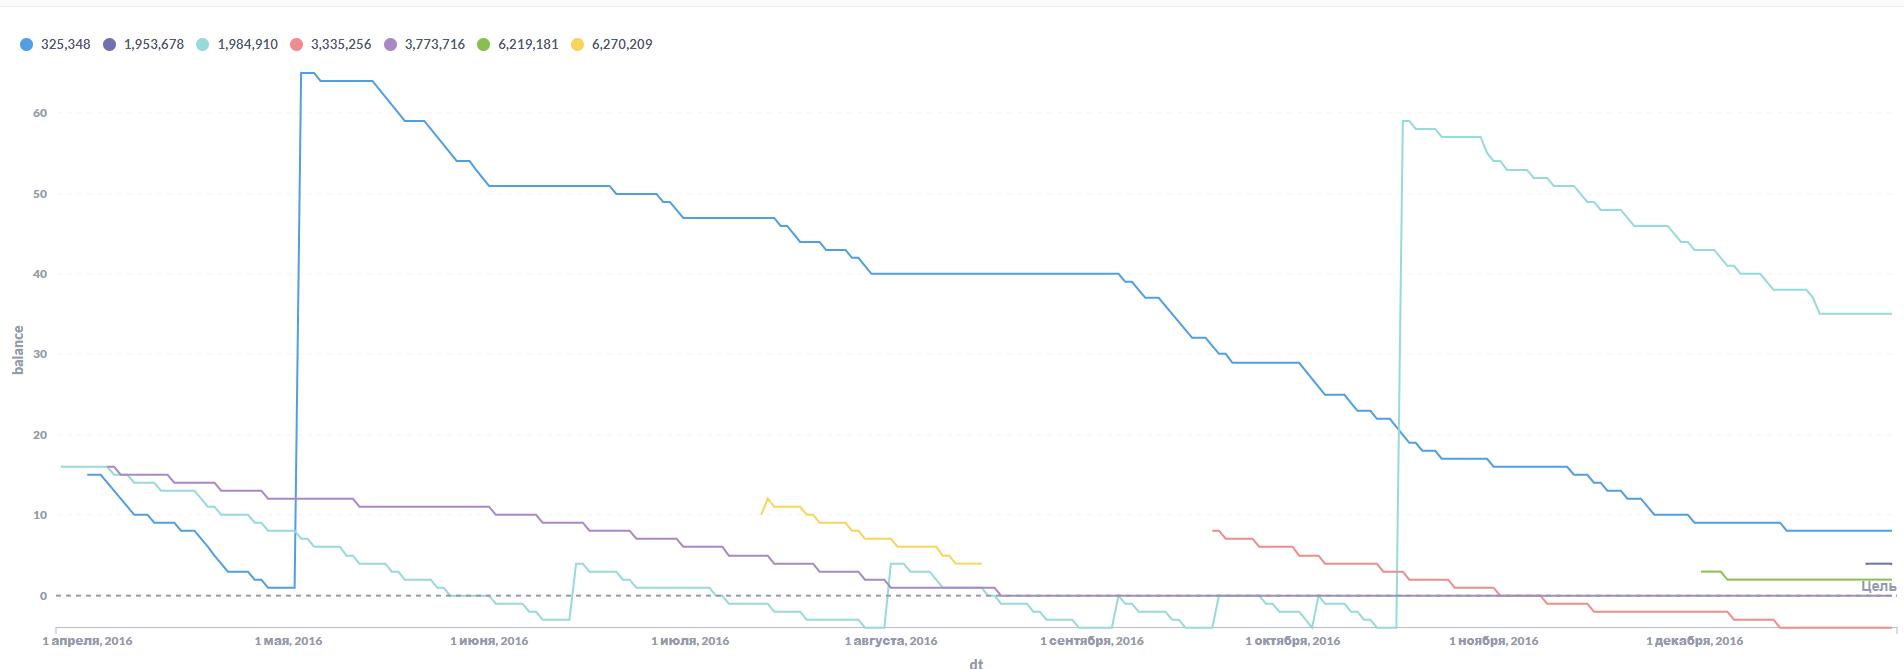 325,348 1,953,678 1,984,910 3,335,256 3,773,716 6,219,181 6,270,209
60
50
40
30
20
10
0
balance
Цель
1 апреля, 2016 1 мая, 2016 1 июня, 2016 1 июля, 2016 1 августа, 2016 1 сентября, 2016 1 октября, 2016 1 ноября, 2016 1 декабря, 2016
dt